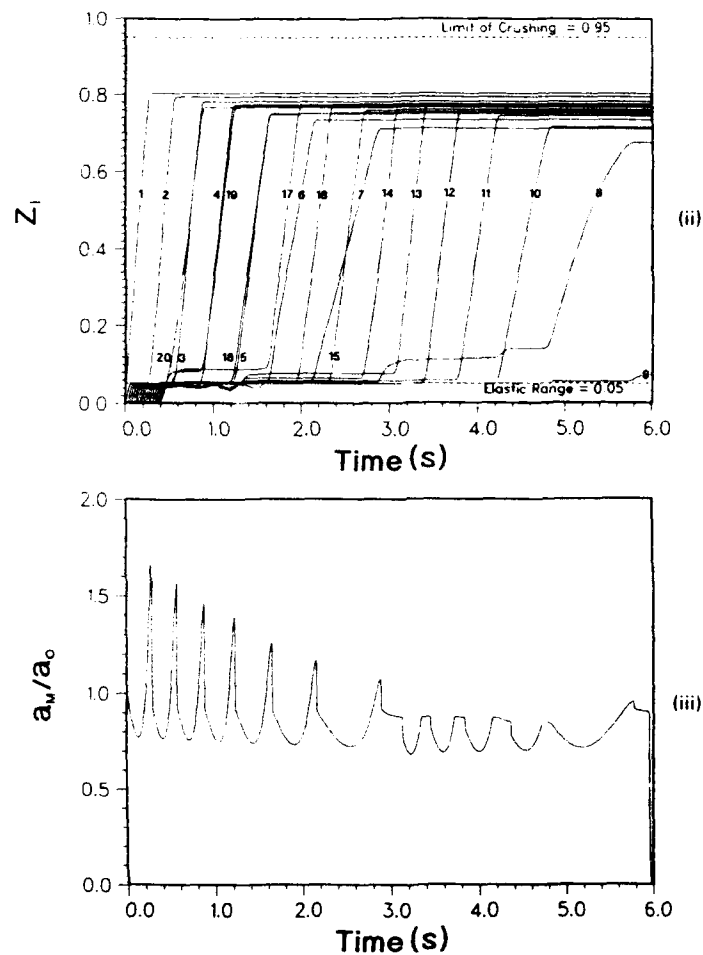 1.0
Limit of Crushing = 0.95
0.8
0.6
1 2 4 19 17 6 16 7 14 13 12 11 10 8
Z_I
(ii)
0.4
0.2
20 3 18 5 15
9
Elastic Range = 0.05
0.0
0.0 1.0 2.0 3.0 4.0 5.0 6.0
Time (s)
2.0
1.5
a_M/a_o
1.0
(iii)
0.5
0.0
0.0 1.0 2.0 3.0 4.0 5.0 6.0
Time (s)